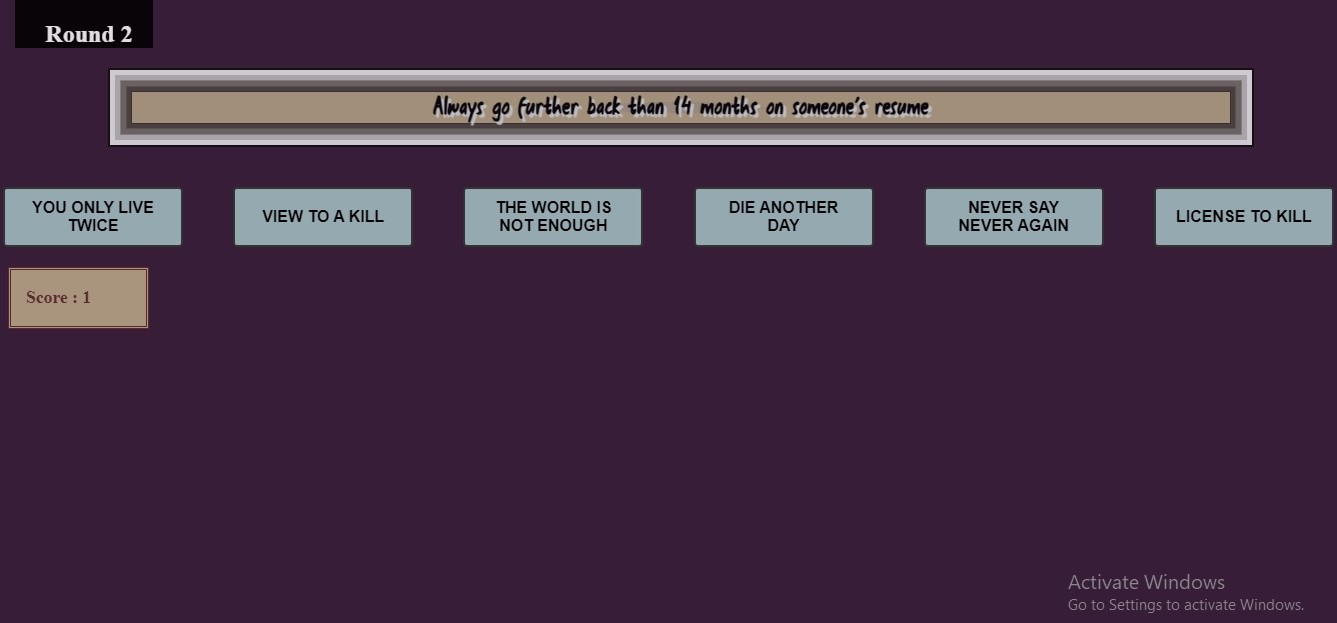 Round 2
Always go further back than 14 months on someone's resume
YOU ONLY LIVE
TWICE
VIEW TO A KILL
THE WORLD IS
NOT ENOUGH
DIE ANOTHER
DAY
NEVER SAY
NEVER AGAIN
LICENSE TO KILL
Score : 1
Activate Windows
Go to Settings to activate Windows.